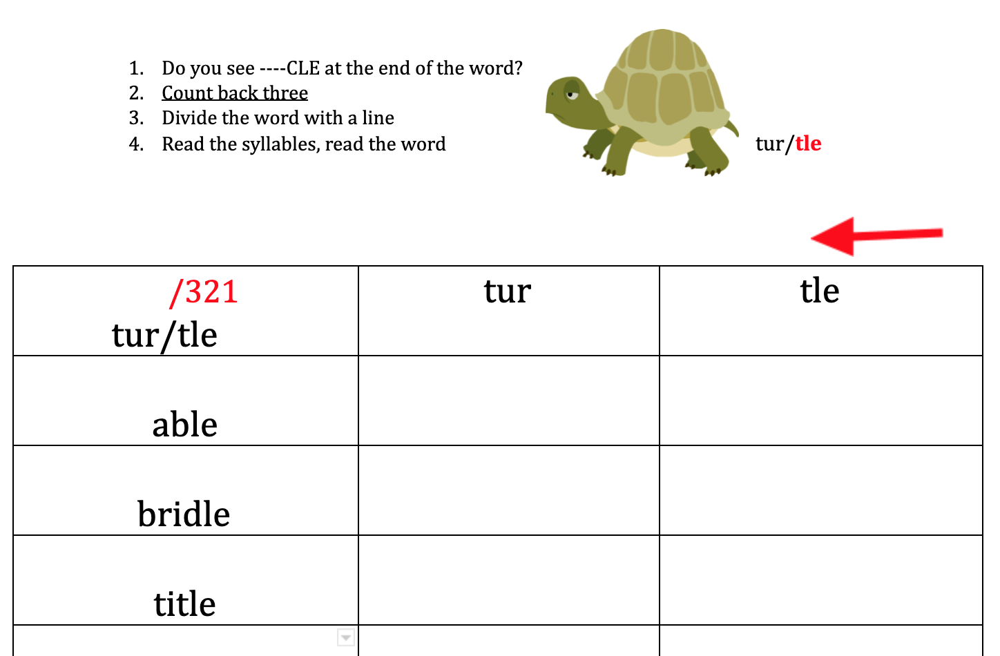 1. Do you see ----CLE at the end of the word?
2. Count back three
3. Divide the word with a line
4. Read the syllables, read the word
tur/tle
/321
tur/tle
tur
tle
able
bridle
title